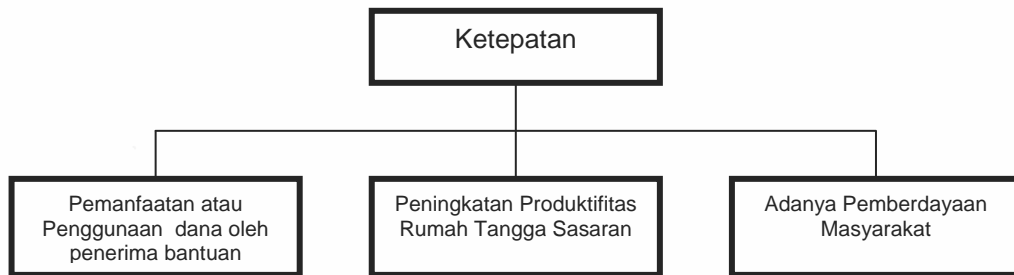 Ketepatan
Pemanfaatan atau
Penggunaan dana oleh
penerima bantuan
Peningkatan Produktifitas
Rumah Tangga Sasaran
Adanya Pemberdayaan
Masyarakat